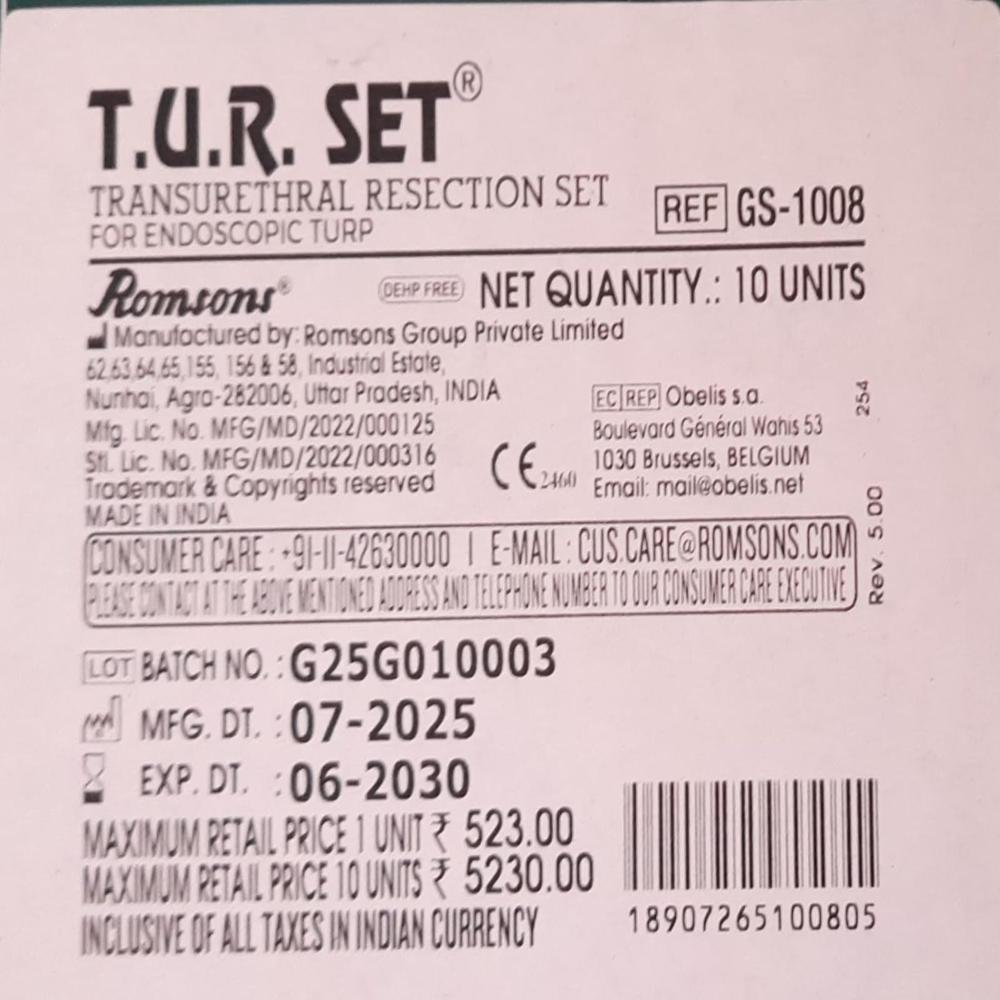 T.U.R. SET®
TRANSURETHRAL RESECTION SET
FOR ENDOSCOPIC TURP
REF GS-1008
Romsons®
DEHP FREE NET QUANTITY.: 10 UNITS
Manufactured by: Romsons Group Private Limited
62,63,64,65,155, 156 & 58, Industrial Estate,
Nunhai, Agra-282006, Uttar Pradesh, INDIA
Mfg. Lic. No. MFG/MD/2022/000125
Stl. Lic. No. MFG/MD/2022/000316
Trademark & Copyrights reserved
MADE IN INDIA
CE 2460
EC REP Obelis s.a.
Boulevard Général Wahis 53
1030 Brussels, BELGIUM
Email: mail@obelis.net
254
Rev. 5.00
CONSUMER CARE : +91-11-42630000 | E-MAIL : CUS.CARE@ROMSONS.COM
PLEASE CONTACT AT THE ABOVE MENTIONED ADDRESS AND TELEPHONE NUMBER TO OUR CONSUMER CARE EXECUTIVE
LOT BATCH NO. : G25G010003
MFG. DT. : 07-2025
EXP. DT. : 06-2030
MAXIMUM RETAIL PRICE 1 UNIT ₹ 523.00
MAXIMUM RETAIL PRICE 10 UNITS ₹ 5230.00
INCLUSIVE OF ALL TAXES IN INDIAN CURRENCY
18907265100805